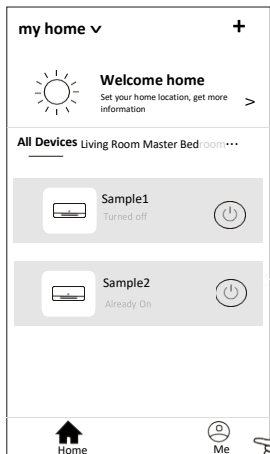 my home ∨ +
Welcome home
Set your home location, get more
information >
All Devices Living Room Master Bedroom···
Sample1
Turned off
Sample2
Already On
Home Me